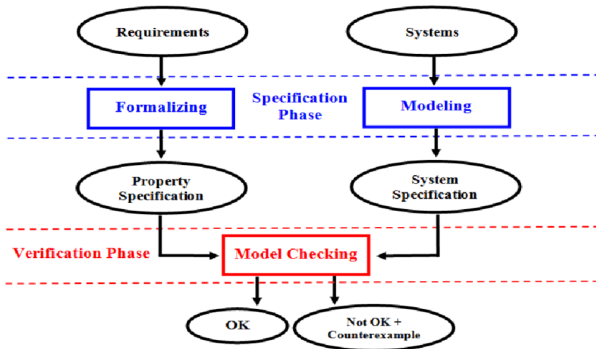 Requirements
Systems
Formalizing
Specification
Phase
Modeling
Property
Specification
System
Specification
Verification Phase
Model Checking
OK
Not OK +
Counterexample